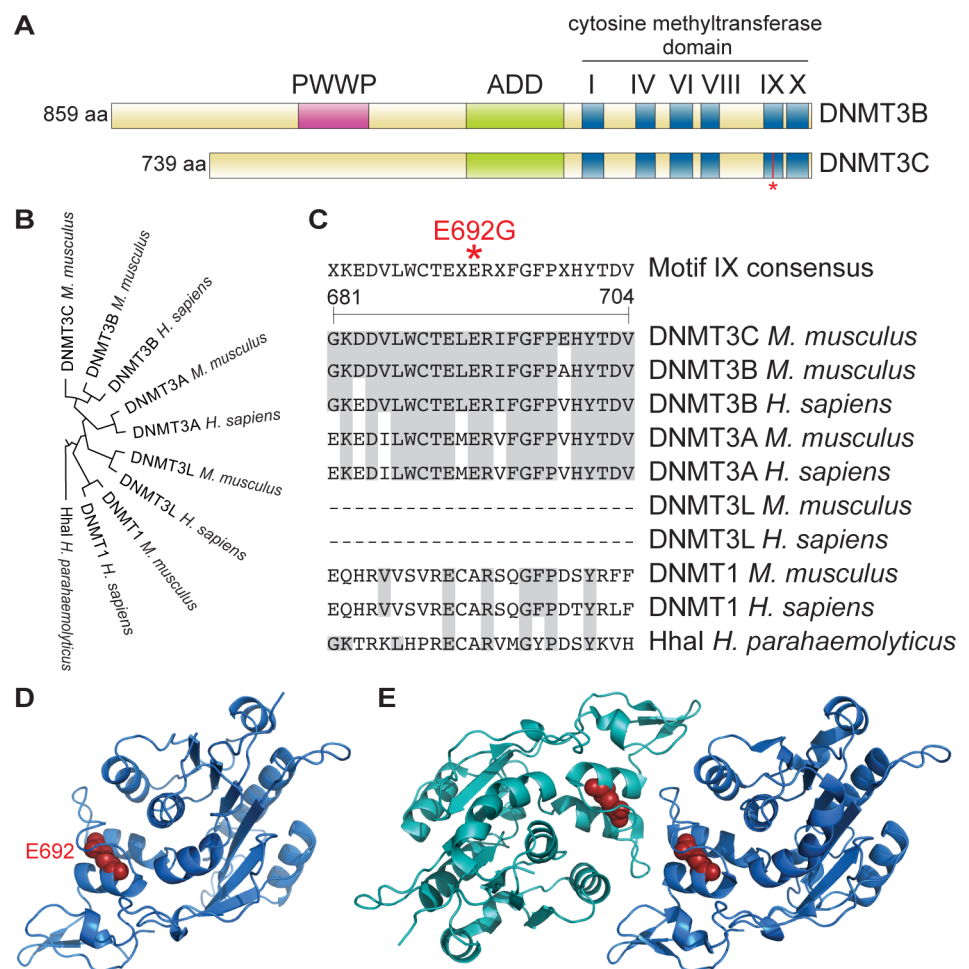 A
cytosine methyltransferase
domain
PWWP ADD I IV VI VIII IX X
859 aa DNMT3B
739 aa DNMT3C
*
B
DNMT3C M. musculus
DNMT3B M. musculus
DNMT3B H. sapiens
DNMT3A M. musculus
DNMT3A H. sapiens
DNMT3L M. musculus
DNMT3L H. sapiens
DNMT1 M. musculus
DNMT1 H. sapiens
HhaI H. parahaemolyticus
C
E692G
*
XKEDVLWCTEXERXFGFPXHYTDV Motif IX consensus
681 704
GKDDVLWCTELERIFGFPEHYTDV DNMT3C M. musculus
GKDDVLWCTELERIFGFPAHYTDV DNMT3B M. musculus
GKEDVLWCTELERIFGFPVHYTDV DNMT3B H. sapiens
EKEDILWCTEMERVFGFPVHYTDV DNMT3A M. musculus
EKEDILWCTEMERVFGFPVHYTDV DNMT3A H. sapiens
------------------------ DNMT3L M. musculus
------------------------ DNMT3L H. sapiens
EQHRVVSVRECARSQGFPDSYRFF DNMT1 M. musculus
EQHRVVSVRECARSQGFPDTYRLF DNMT1 H. sapiens
GKTRKLHPRECARVMGYPDSYKVH HhaI H. parahaemolyticus
D
E692
E